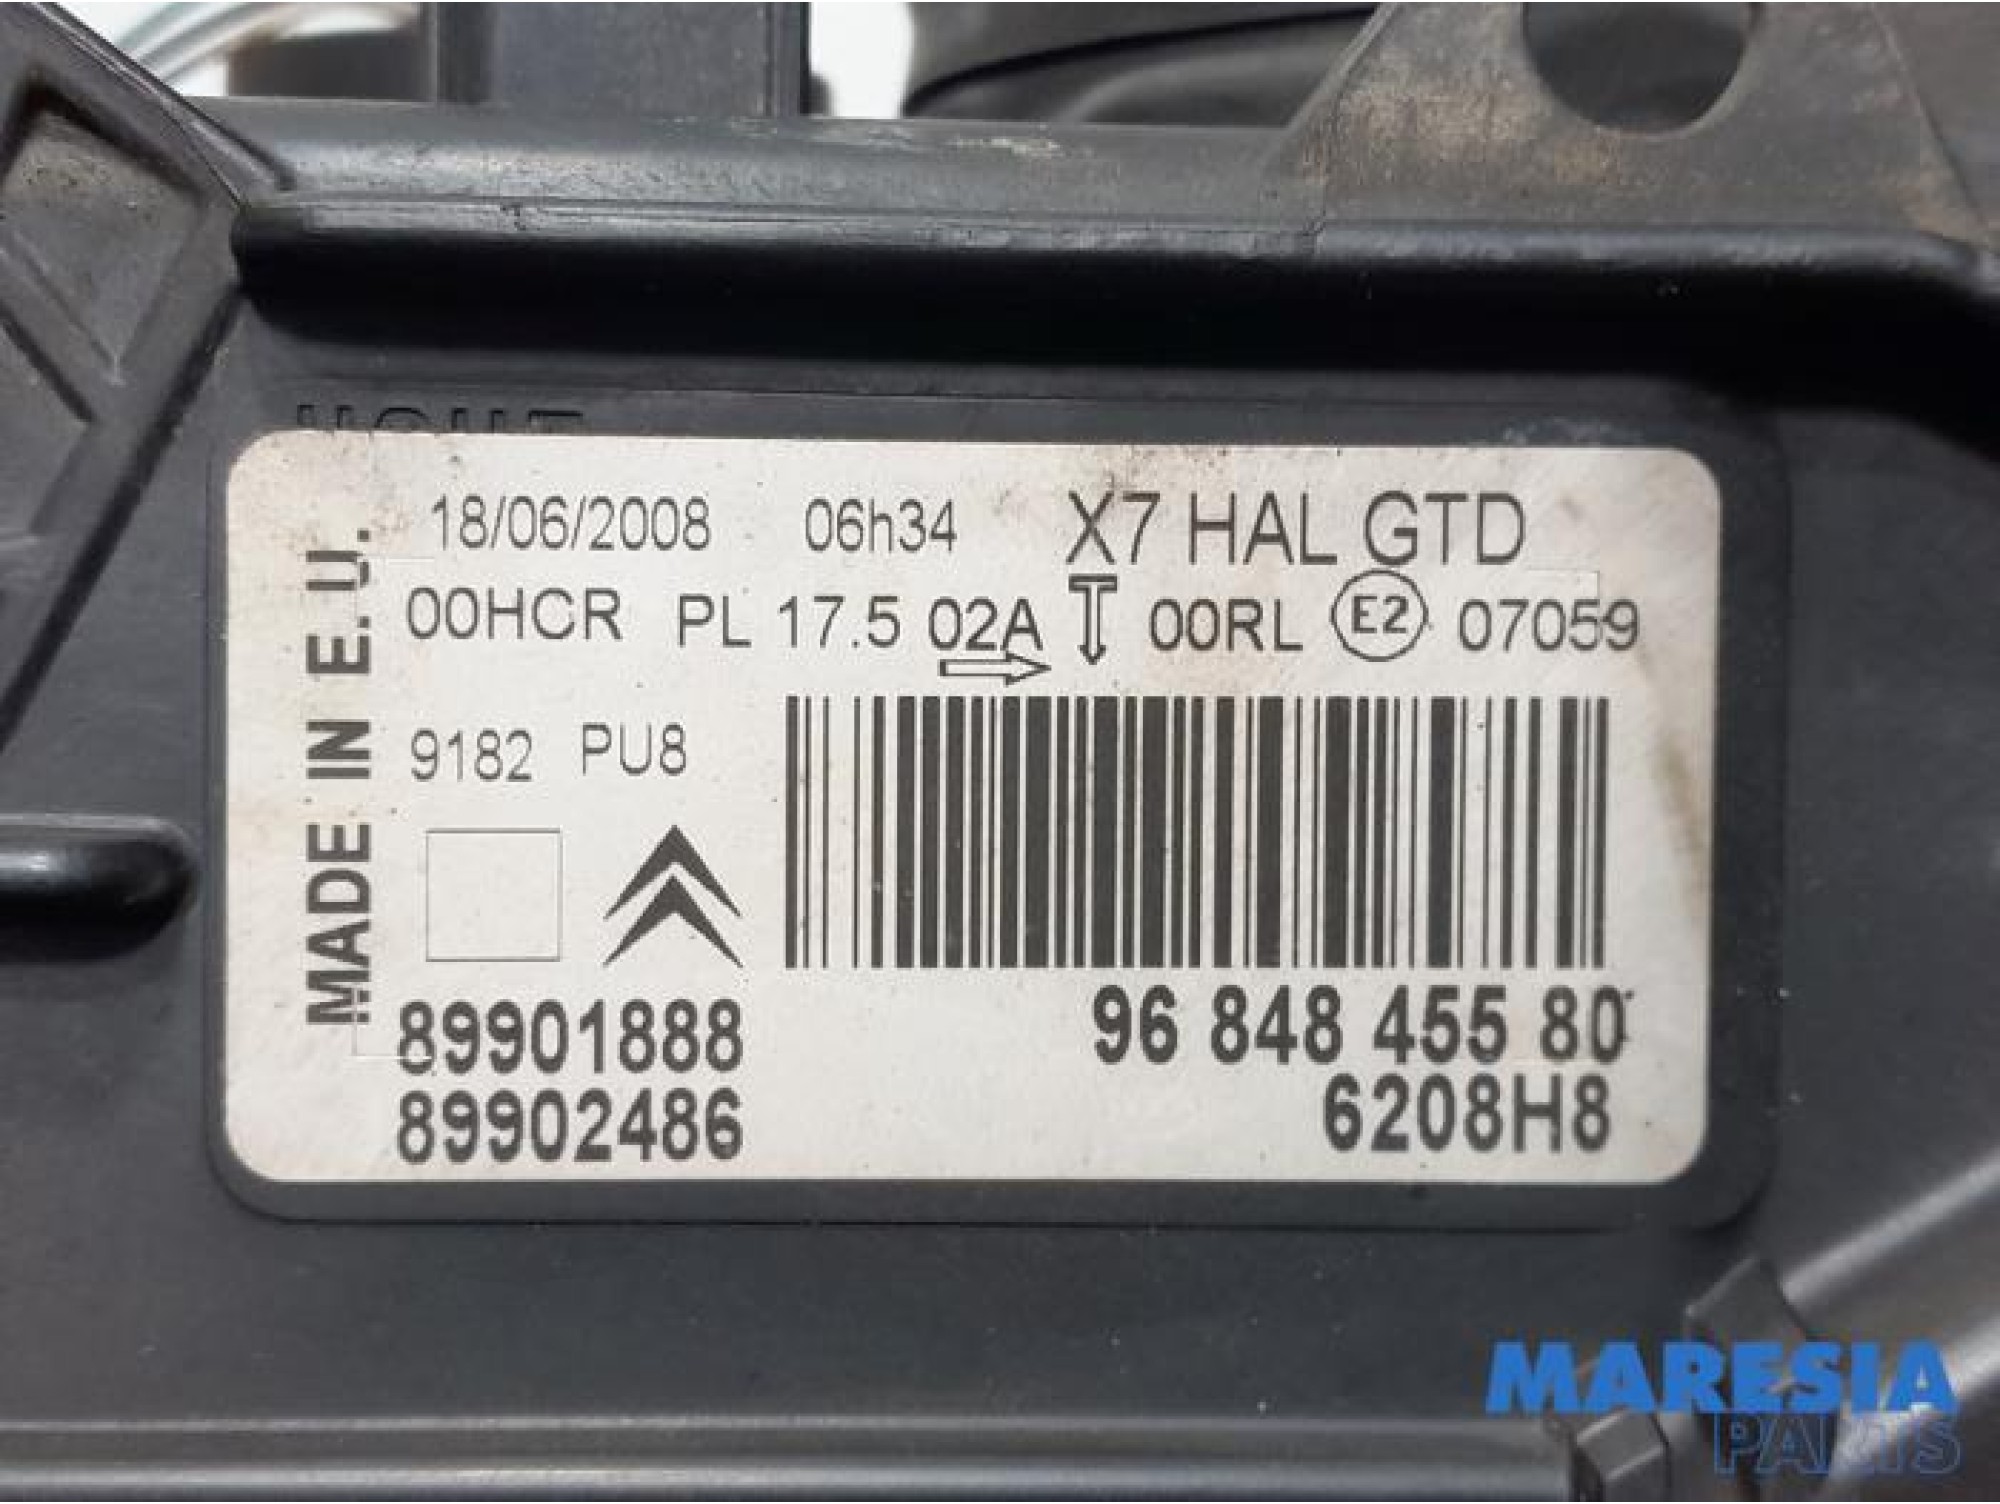 18/06/2008 06h34 X7 HAL GTD
00HCR PL 17.5 02A 00RL E2 07059
9182 PU8
MADE IN E.U.
89901888
89902486
96 848 455 80
6208H8
MARESIA
PARTS